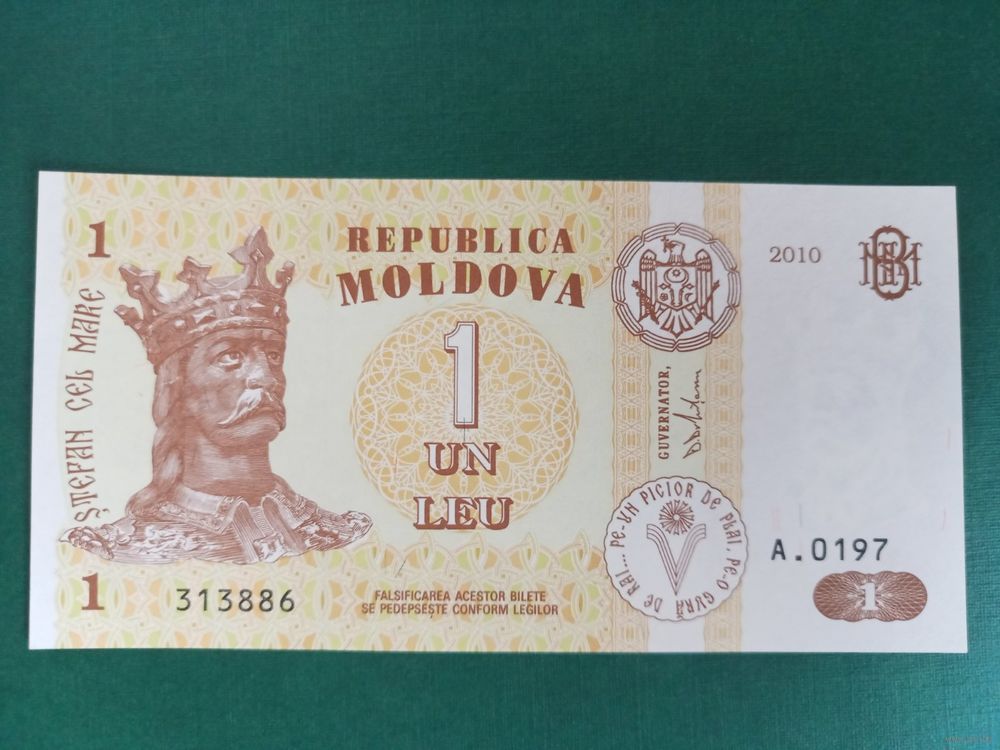 1
ȘTEFAN CEL MARE
REPUBLICA
MOLDOVA
1
UN
LEU
1
313886
FALSIFICAREA ACESTOR BILETE
SE PEDEPSEȘTE CONFORM LEGILOR
GUVERNATOR,
DE RAI... PE-UN PICIOR DE PLAI, PE-O GURĂ
2010
BNM
A.0197
1